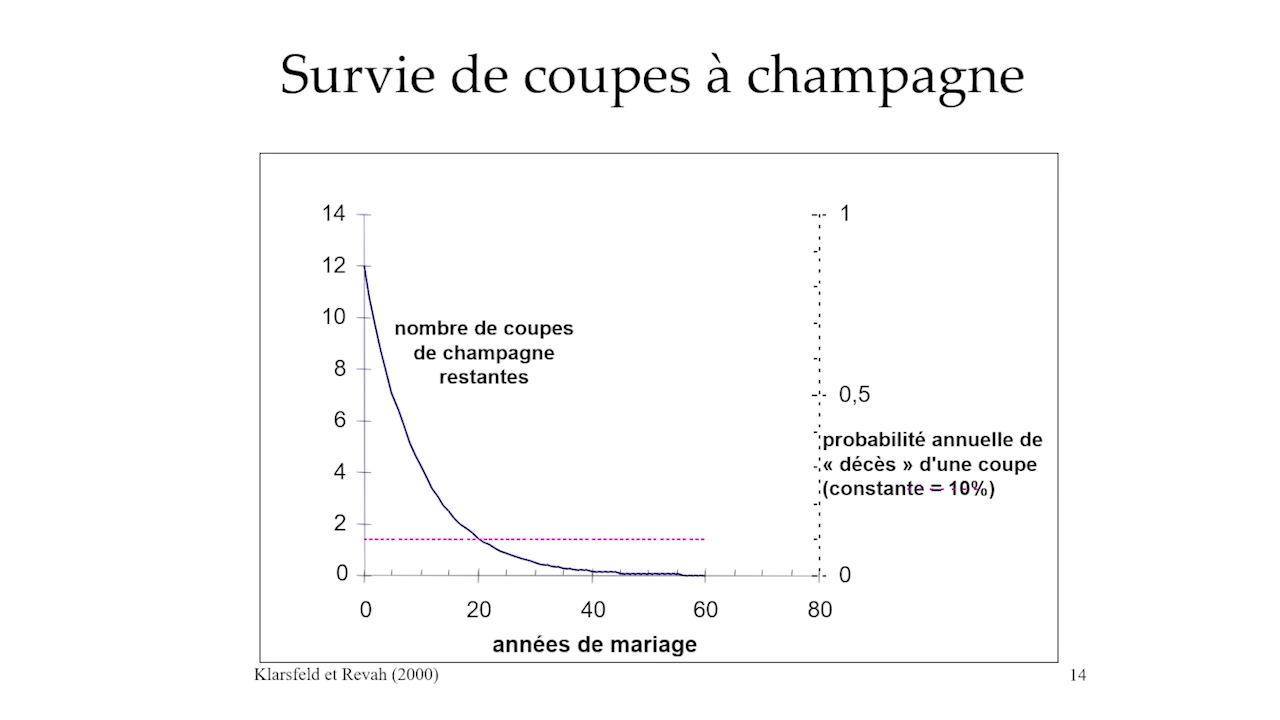 Survie de coupes à champagne
14
12
10
8
6
4
2
0
nombre de coupes
de champagne
restantes
1
0,5
0
probabilité annuelle de
« décès » d'une coupe
(constante = 10%)
0 20 40 60 80
années de mariage
Klarsfeld et Revah (2000)
14